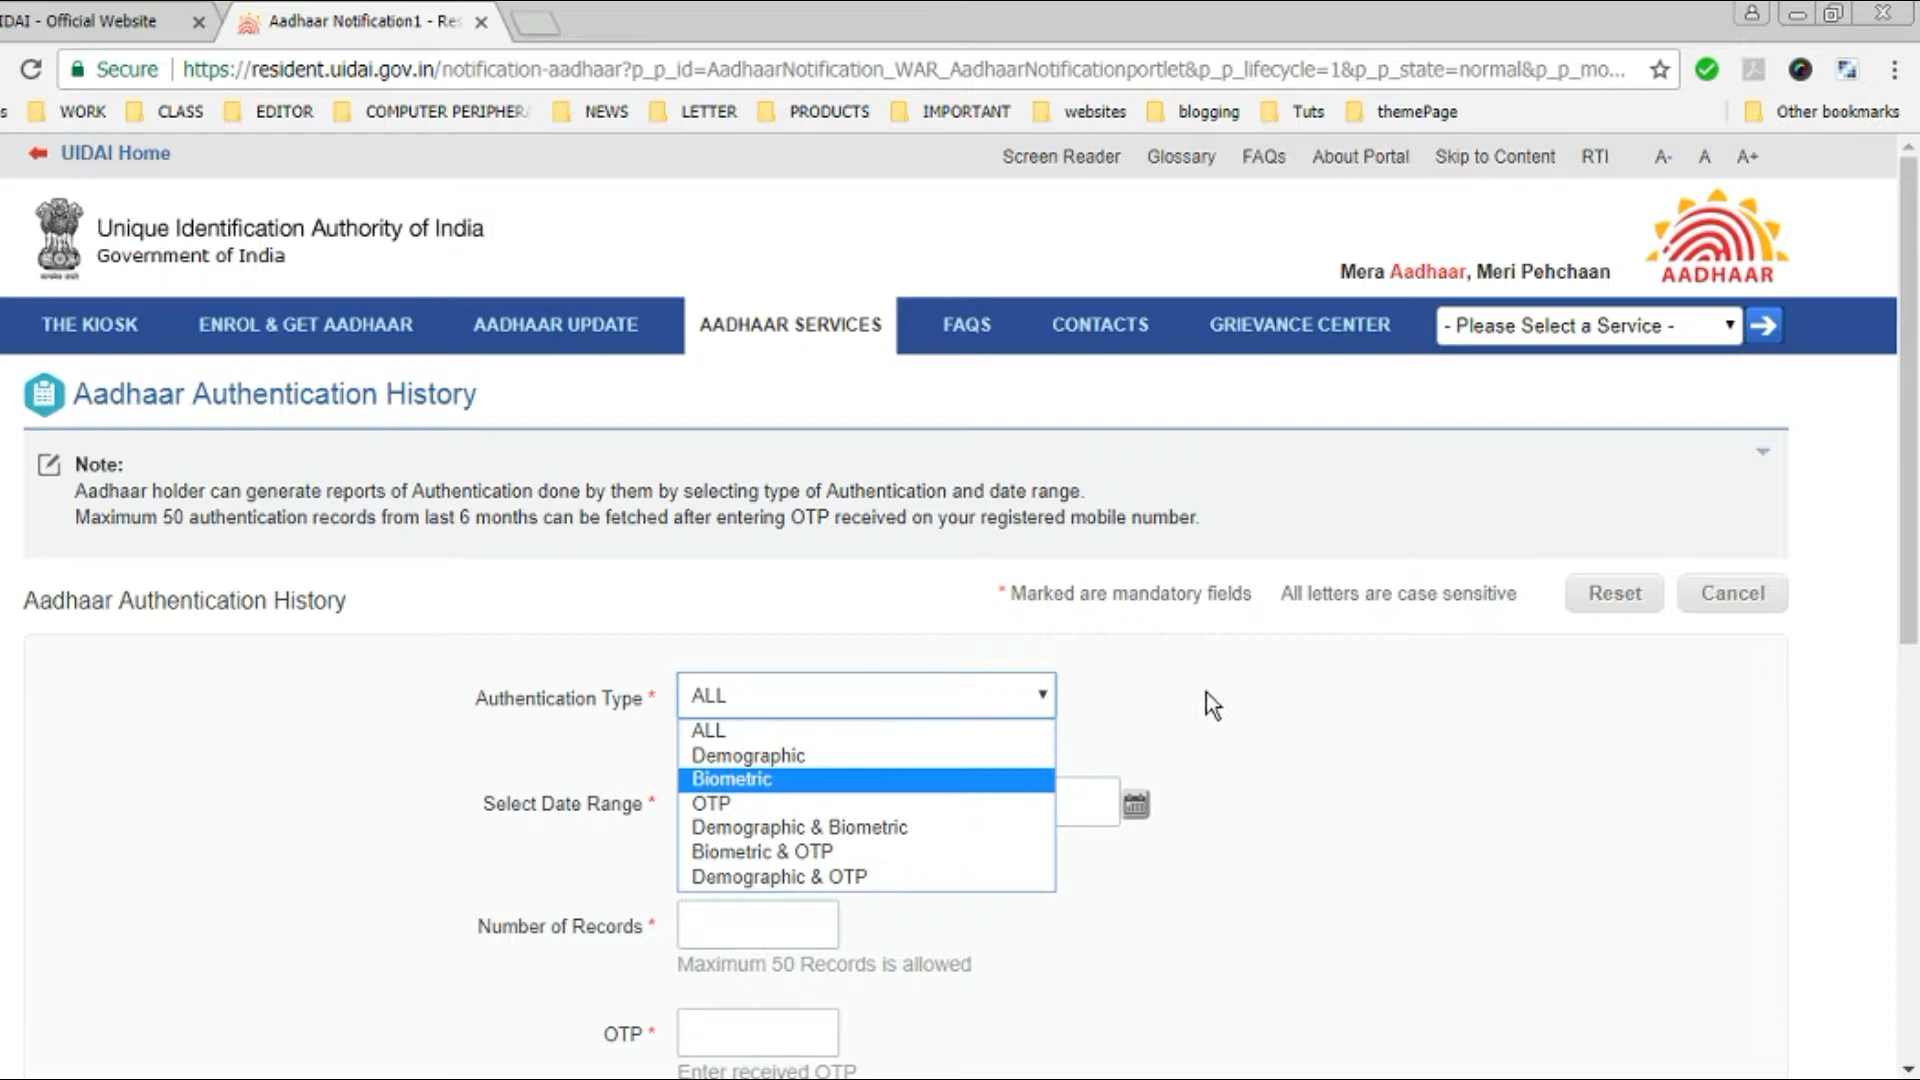 IDAI - Official Website
Aadhaar Notification1 - Res
Secure
https://resident.uidai.gov.in/notification-aadhaar?p_p_id=AadhaarNotification_WAR_AadhaarNotificationportlet&p_p_lifecycle=1&p_p_state=normal&p_p_mo...
s WORK CLASS EDITOR COMPUTER PERIPHERA NEWS LETTER PRODUCTS IMPORTANT websites blogging Tuts themePage Other bookmarks
UIDAI Home Screen Reader Glossary FAQs About Portal Skip to Content RTI A- A A+
Unique Identification Authority of India
Government of India
Mera Aadhaar, Meri Pehchaan
AADHAAR
THE KIOSK ENROL & GET AADHAAR AADHAAR UPDATE AADHAAR SERVICES FAQS CONTACTS GRIEVANCE CENTER - Please Select a Service -
Aadhaar Authentication History
Note:
Aadhaar holder can generate reports of Authentication done by them by selecting type of Authentication and date range.
Maximum 50 authentication records from last 6 months can be fetched after entering OTP received on your registered mobile number.
Aadhaar Authentication History * Marked are mandatory fields All letters are case sensitive Reset Cancel
Authentication Type * ALL
ALL
Demographic
Biometric
Select Date Range * OTP
Demographic & Biometric
Biometric & OTP
Demographic & OTP
Number of Records *
Maximum 50 Records is allowed
OTP *
Enter received OTP